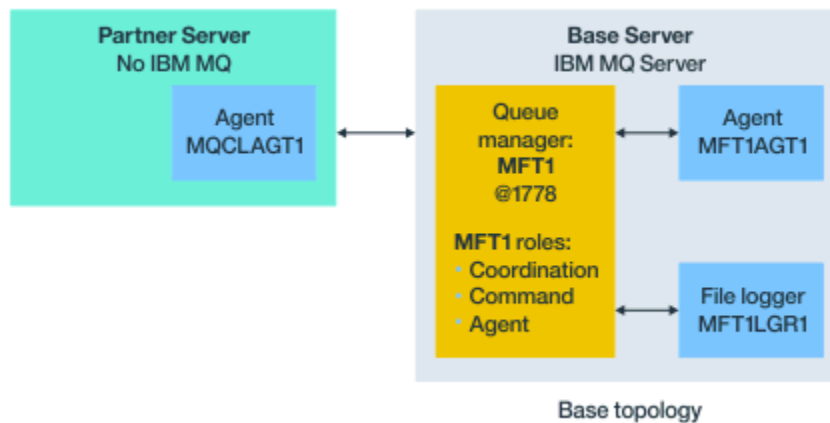 Partner Server
No IBM MQ
Agent
MQCLAGT1
Base Server
IBM MQ Server
Queue
manager:
MFT1
@1778
MFT1 roles:
• Coordination
• Command
• Agent
Agent
MFT1AGT1
File logger
MFT1LGR1
Base topology